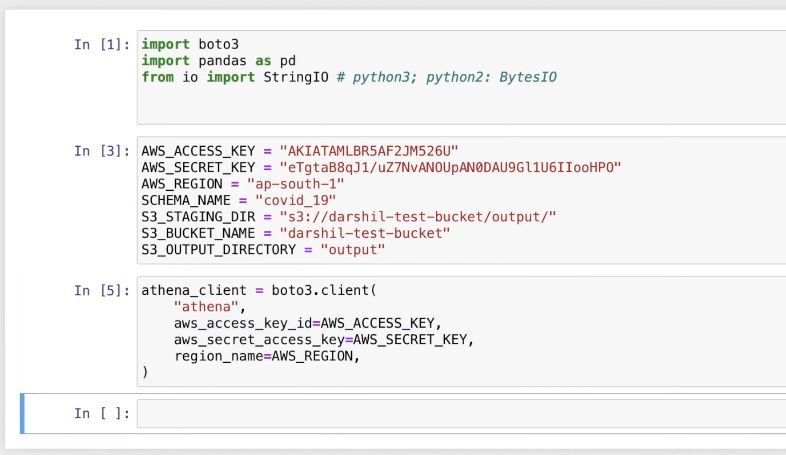 In [1]: import boto3
import pandas as pd
from io import StringIO # python3; python2: BytesIO
In [3]: AWS_ACCESS_KEY = "AKIATAMLBR5AF2JM526U"
AWS_SECRET_KEY = "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"
AWS_REGION = "ap-south-1"
SCHEMA_NAME = "covid_19"
S3_STAGING_DIR = "s3://darshil-test-bucket/output/"
S3_BUCKET_NAME = "darshil-test-bucket"
S3_OUTPUT_DIRECTORY = "output"
In [5]: athena_client = boto3.client(
"athena",
aws_access_key_id=AWS_ACCESS_KEY,
aws_secret_access_key=AWS_SECRET_KEY,
region_name=AWS_REGION,
)
In [ ]: